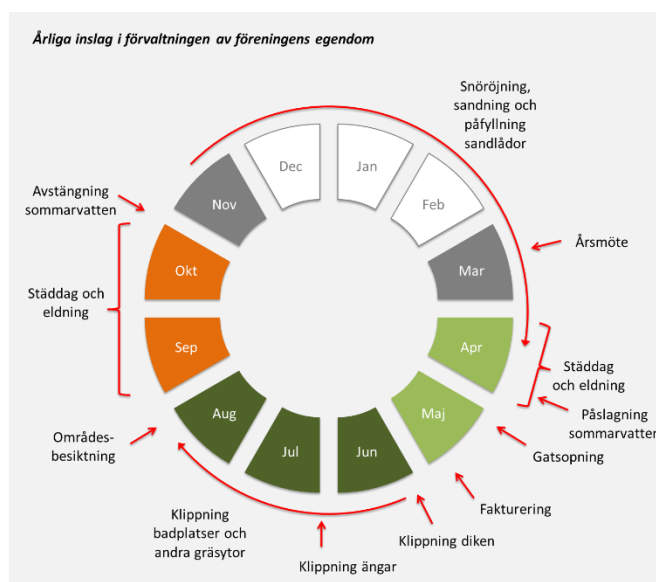 Årliga inslag i förvaltningen av föreningens egendom
Snöröjning,
sandning och
påfyllning
sandlådor
Dec
Jan
Feb
Nov
Mar
Okt
Apr
Sep
Maj
Aug
Jul
Jun
Avstängning
sommarvatten
Årsmöte
Städdag och
eldning
Städdag
och eldning
Påslagning
sommarvatten
Gatsopning
Områdes-
besiktning
Fakturering
Klippning
badplatser och
andra gräsytor
Klippning diken
Klippning ängar